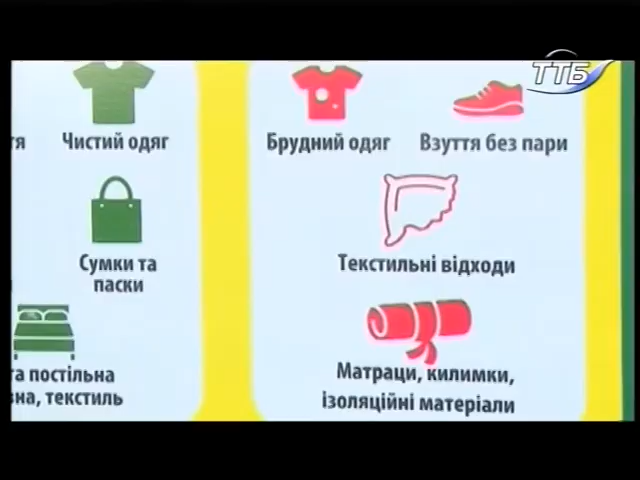 ТТБ
Чистий одяг
Сумки та
паски
та постільна
текстиль
Брудний одяг
Взуття без пари
Текстильні відходи
Матраци, килимки,
ізоляційні матеріали